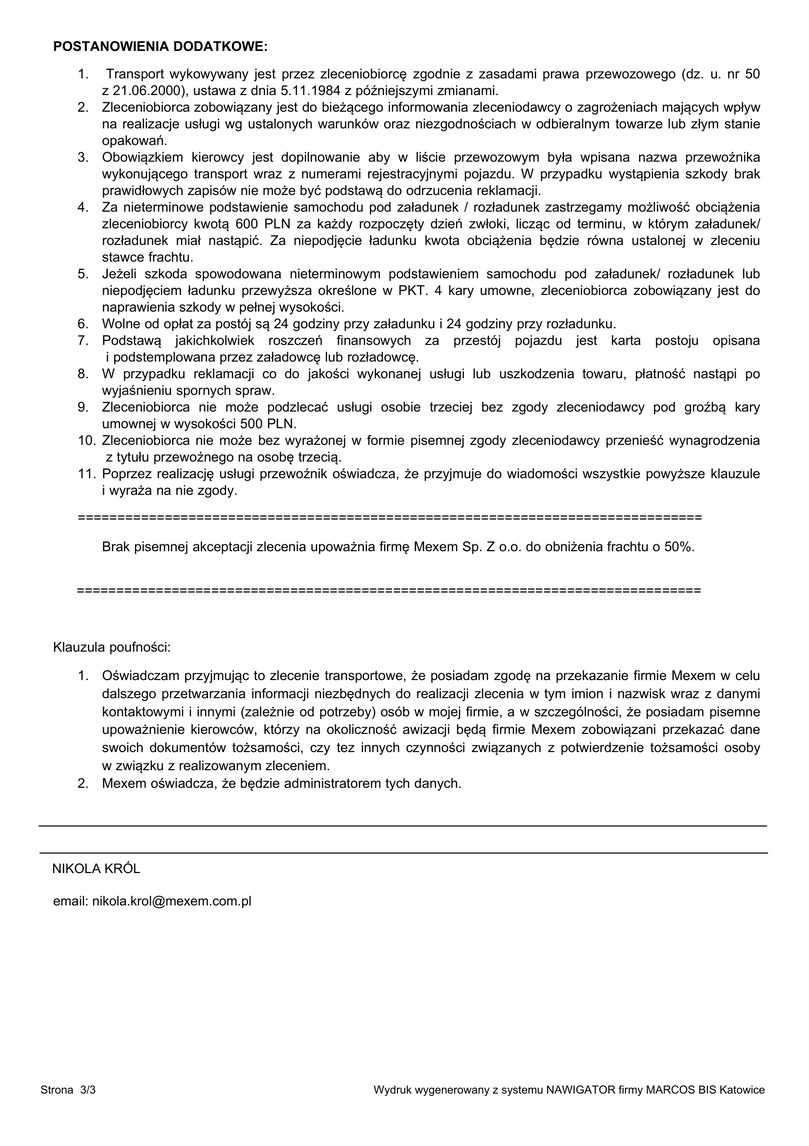 POSTANOWIENIA DODATKOWE:
1. Transport wykowywany jest przez zleceniobiorcę zgodnie z zasadami prawa przewozowego (dz. u. nr 50
z 21.06.2000), ustawa z dnia 5.11.1984 z późniejszymi zmianami.
2. Zleceniobiorca zobowiązany jest do bieżącego informowania zleceniodawcy o zagrożeniach mających wpływ
na realizacje usługi wg ustalonych warunków oraz niezgodnościach w odbieralnym towarze lub złym stanie
opakowań.
3. Obowiązkiem kierowcy jest dopilnowanie aby w liście przewozowym była wpisana nazwa przewoźnika
wykonującego transport wraz z numerami rejestracyjnymi pojazdu. W przypadku wystąpienia szkody brak
prawidłowych zapisów nie może być podstawą do odrzucenia reklamacji.
4. Za nieterminowe podstawienie samochodu pod załadunek / rozładunek zastrzegamy możliwość obciążenia
zleceniobiorcy kwotą 600 PLN za każdy rozpoczęty dzień zwłoki, licząc od terminu, w którym załadunek/
rozładunek miał nastąpić. Za niepodjęcie ładunku kwota obciążenia będzie równa ustalonej w zleceniu
stawce frachtu.
5. Jeżeli szkoda spowodowana nieterminowym podstawieniem samochodu pod załadunek/ rozładunek lub
niepodjęciem ładunku przewyższa określone w PKT. 4 kary umowne, zleceniobiorca zobowiązany jest do
naprawienia szkody w pełnej wysokości.
6. Wolne od opłat za postój są 24 godziny przy załadunku i 24 godziny przy rozładunku.
7. Podstawą jakichkolwiek roszczeń finansowych za przestój pojazdu jest karta postoju opisana
i podstemplowana przez załadowcę lub rozładowcę.
8. W przypadku reklamacji co do jakości wykonanej usługi lub uszkodzenia towaru, płatność nastąpi po
wyjaśnieniu spornych spraw.
9. Zleceniobiorca nie może podzlecać usługi osobie trzeciej bez zgody zleceniodawcy pod groźbą kary
umownej w wysokości 500 PLN.
10. Zleceniobiorca nie może bez wyrażonej w formie pisemnej zgody zleceniodawcy przenieść wynagrodzenia
z tytułu przewoźnego na osobę trzecią.
11. Poprzez realizację usługi przewoźnik oświadcza, że przyjmuje do wiadomości wszystkie powyższe klauzule
i wyraża na nie zgody.
================================================================================
Brak pisemnej akceptacji zlecenia upoważnia firmę Mexem Sp. Z o.o. do obniżenia frachtu o 50%.
================================================================================
Klauzula poufności:
1. Oświadczam przyjmując to zlecenie transportowe, że posiadam zgodę na przekazanie firmie Mexem w celu
dalszego przetwarzania informacji niezbędnych do realizacji zlecenia w tym imion i nazwisk wraz z danymi
kontaktowymi i innymi (zależnie od potrzeby) osób w mojej firmie, a w szczególności, że posiadam pisemne
upoważnienie kierowców, którzy na okoliczność awizacji będą firmie Mexem zobowiązani przekazać dane
swoich dokumentów tożsamości, czy tez innych czynności związanych z potwierdzenie tożsamości osoby
w związku z realizowanym zleceniem.
2. Mexem oświadcza, że będzie administratorem tych danych.
NIKOLA KRÓL
email: nikola.krol@mexem.com.pl
Strona 3/3
Wydruk wygenerowany z systemu NAWIGATOR firmy MARCOS BIS Katowice